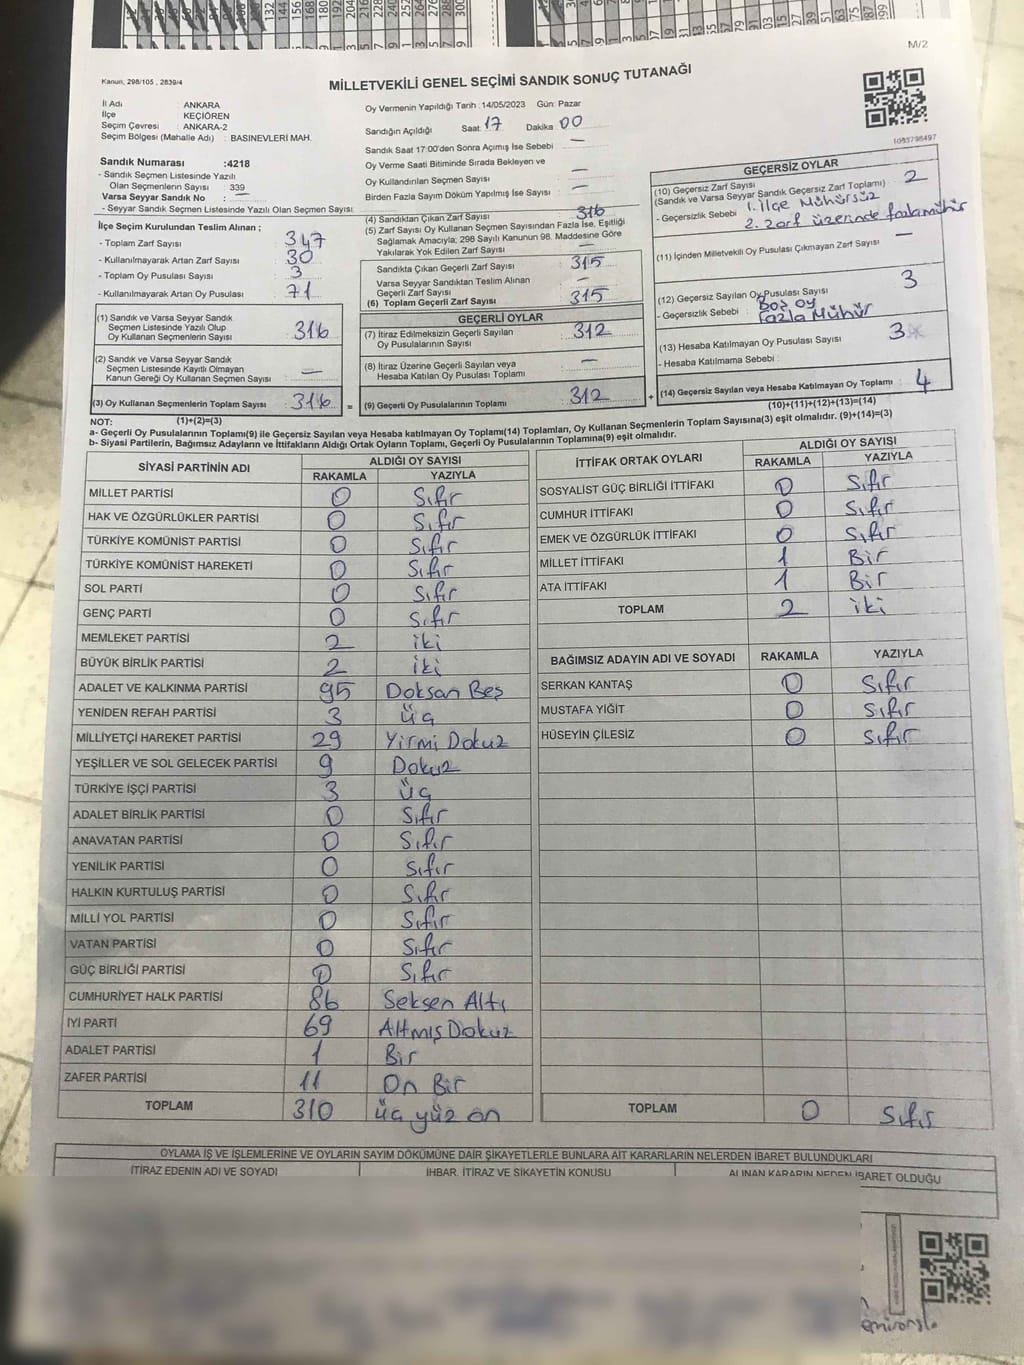 M/2
Kanun, 298/105 , 2839/4
MİLLETVEKİLİ GENEL SEÇİMİ SANDIK SONUÇ TUTANAĞI
İl Adı : ANKARA
İlçe : KEÇİÖREN
Seçim Çevresi : ANKARA-2
Seçim Bölgesi (Mahalle Adı) : BASINEVLERİ MAH.
Sandık Numarası :4218
- Sandık Seçmen Listesinde Yazılı
Olan Seçmenlerin Sayısı : 339
Varsa Seyyar Sandık No : —
- Seyyar Sandık Seçmen Listesinde Yazılı Olan Seçmen Sayısı :
Oy Vermenin Yapıldığı Tarih : 14/05/2023 Gün: Pazar
Sandığın Açıldığı Saat: 17 Dakika 00
Sandık Saat 17:00'den Sonra Açımış İse Sebebi —
Oy Verme Saati Bitiminde Sırada Bekleyen ve
Oy Kullandırılan Seçmen Sayısı : —
Birden Fazla Sayım Döküm Yapılmış İse Sayısı : —
1083798497
İlçe Seçim Kurulundan Teslim Alınan ;
- Toplam Zarf Sayısı : 347
- Kullanılmayarak Artan Zarf Sayısı : 30
- Toplam Oy Pusulası Sayısı : 3
- Kullanılmayarak Artan Oy Pusulası : 71
(4) Sandıktan Çıkan Zarf Sayısı : 316
(5) Zarf Sayısı Oy Kullanan Seçmen Sayısından Fazla İse, Eşitliği
Sağlamak Amacıyla; 298 Sayılı Kanunun 98. Maddesine Göre
Yakılarak Yok Edilen Zarf Sayısı : —
Sandıkta Çıkan Geçerli Zarf Sayısı : 315
Varsa Seyyar Sandıktan Teslim Alınan
Geçerli Zarf Sayısı : —
(6) Toplam Geçerli Zarf Sayısı : 315
GEÇERSİZ OYLAR
(10) Geçersiz Zarf Sayısı
(Sandık ve Varsa Seyyar Sandık Geçersiz Zarf Toplamı) : 2
- Geçersizlik Sebebi : 1. İlçe Mühürsüz
2. Zarf üzerinde fazla mühür
(11) İçinden Milletvekili Oy Pusulası Çıkmayan Zarf Sayısı : —
(12) Geçersiz Sayılan Oy Pusulası Sayısı : 3
- Geçersizlik Sebebi : Boş oy
Fazla Mühür
(13) Hesaba Katılmayan Oy Pusulası Sayısı : 3
- Hesaba Katılmama Sebebi :
(14) Geçersiz Sayılan veya Hesaba Katılmayan Oy Toplamı : 4
(10)+(11)+(12)+(13)=(14)
(1) Sandık ve Varsa Seyyar Sandık
Seçmen Listesinde Yazılı Olup
Oy Kullanan Seçmenlerin Sayısı : 316
(2) Sandık ve Varsa Seyyar Sandık
Seçmen Listesinde Kayıtlı Olmayan
Kanun Gereği Oy Kullanan Seçmen Sayısı : —
(3) Oy Kullanan Seçmenlerin Toplam Sayısı : 316
(1)+(2)=(3)
GEÇERLİ OYLAR
(7) İtiraz Edilmeksizin Geçerli Sayılan
Oy Pusulalarının Sayısı : 312
(8) İtiraz Üzerine Geçerli Sayılan veya
Hesaba Katılan Oy Pusulası Toplamı : —
(9) Geçerli Oy Pusulalarının Toplamı : 312
NOT:
a- Geçerli Oy Pusulalarının Toplamı(9) ile Geçersiz Sayılan veya Hesaba katılmayan Oy Toplamı(14) Toplamları, Oy Kullanan Seçmenlerin Toplam Sayısına(3) eşit olmalıdır. (9)+(14)=(3)
b- Siyasi Partilerin, Bağımsız Adayların ve İttifakların Aldığı Ortak Oyların Toplamı, Geçerli Oy Pusulalarının Toplamına(9) eşit olmalıdır.
SİYASİ PARTİNİN ADI ALDIĞI OY SAYISI
RAKAMLA YAZIYLA
MİLLET PARTİSİ 0 Sıfır
HAK VE ÖZGÜRLÜKLER PARTİSİ 0 Sıfır
TÜRKİYE KOMÜNİST PARTİSİ 0 Sıfır
TÜRKİYE KOMÜNİST HAREKETİ 0 Sıfır
SOL PARTİ 0 Sıfır
GENÇ PARTİ 0 Sıfır
MEMLEKET PARTİSİ 2 iki
BÜYÜK BİRLİK PARTİSİ 2 iki
ADALET VE KALKINMA PARTİSİ 95 Doksan Beş
YENİDEN REFAH PARTİSİ 3 üç
MİLLİYETÇİ HAREKET PARTİSİ 29 Yirmi Dokuz
YEŞİLLER VE SOL GELECEK PARTİSİ 9 Dokuz
TÜRKİYE İŞÇİ PARTİSİ 3 üç
ADALET BİRLİK PARTİSİ 0 Sıfır
ANAVATAN PARTİSİ 0 Sıfır
YENİLİK PARTİSİ 0 Sıfır
HALKIN KURTULUŞ PARTİSİ 0 Sıfır
MİLLİ YOL PARTİSİ 0 Sıfır
VATAN PARTİSİ 0 Sıfır
GÜÇ BİRLİĞİ PARTİSİ 0 Sıfır
CUMHURİYET HALK PARTİSİ 86 Seksen Altı
İYİ PARTİ 69 Altmış Dokuz
ADALET PARTİSİ 1 Bir
ZAFER PARTİSİ 11 On Bir
TOPLAM 310 üç yüz on
İTTİFAK ORTAK OYLARI ALDIĞI OY SAYISI
RAKAMLA YAZIYLA
SOSYALİST GÜÇ BİRLİĞİ İTTİFAKI 0 Sıfır
CUMHUR İTTİFAKI 0 Sıfır
EMEK VE ÖZGÜRLÜK İTTİFAKI 0 Sıfır
MİLLET İTTİFAKI 1 Bir
ATA İTTİFAKI 1 Bir
TOPLAM 2 iki
BAĞIMSIZ ADAYIN ADI VE SOYADI RAKAMLA YAZIYLA
SERKAN KANTAŞ 0 Sıfır
MUSTAFA YİĞİT 0 Sıfır
HÜSEYİN ÇİLESİZ 0 Sıfır
TOPLAM 0 Sıfır
OYLAMA İŞ VE İŞLEMLERİNE VE OYLARIN SAYIM DÖKÜMÜNE DAİR ŞİKAYETLERLE BUNLARA AİT KARARLARIN NELERDEN İBARET BULUNDUKLARI
İTİRAZ EDENİN ADI VE SOYADI İHBAR, İTİRAZ VE ŞİKAYETİN KONUSU ALINAN KARARIN NEDEN İBARET OLDUĞU